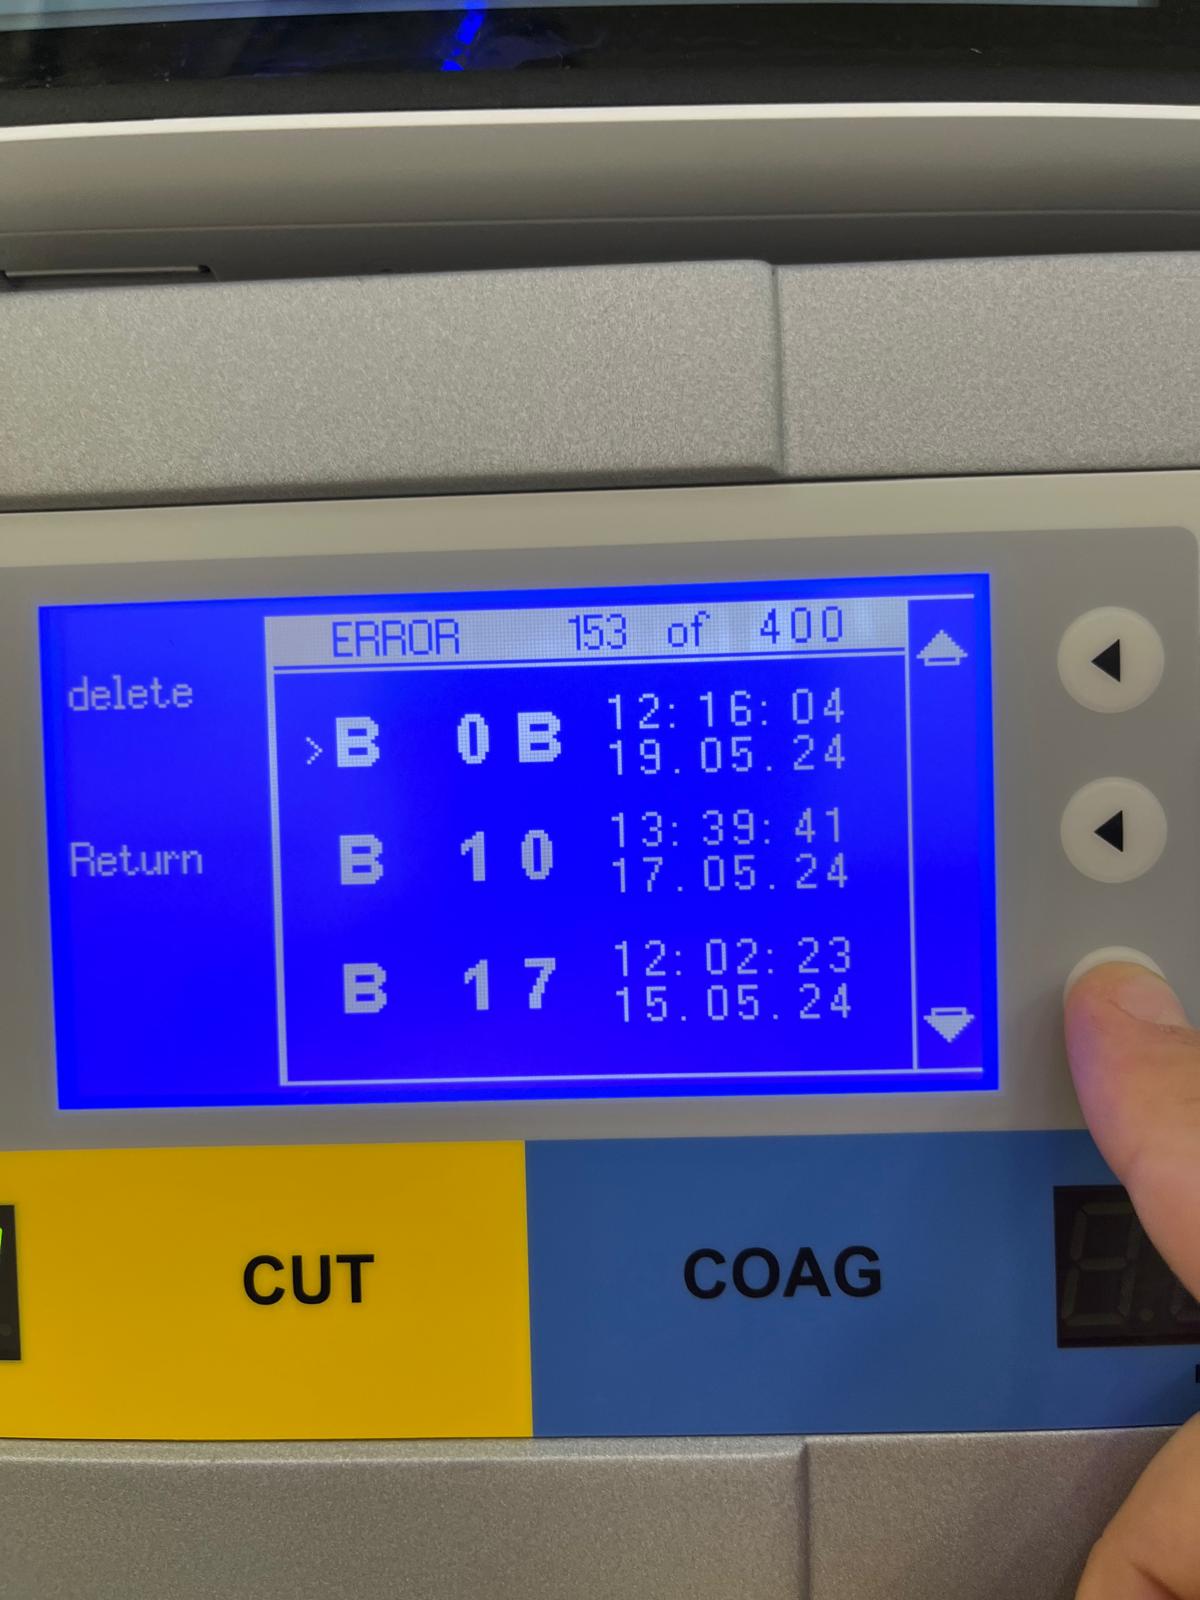 ERROR 153 of 400
delete
>B 0B 12:16:04
19.05.24
Return
B 10 13:39:41
17.05.24
B 17 12:02:23
15.05.24
CUT
COAG